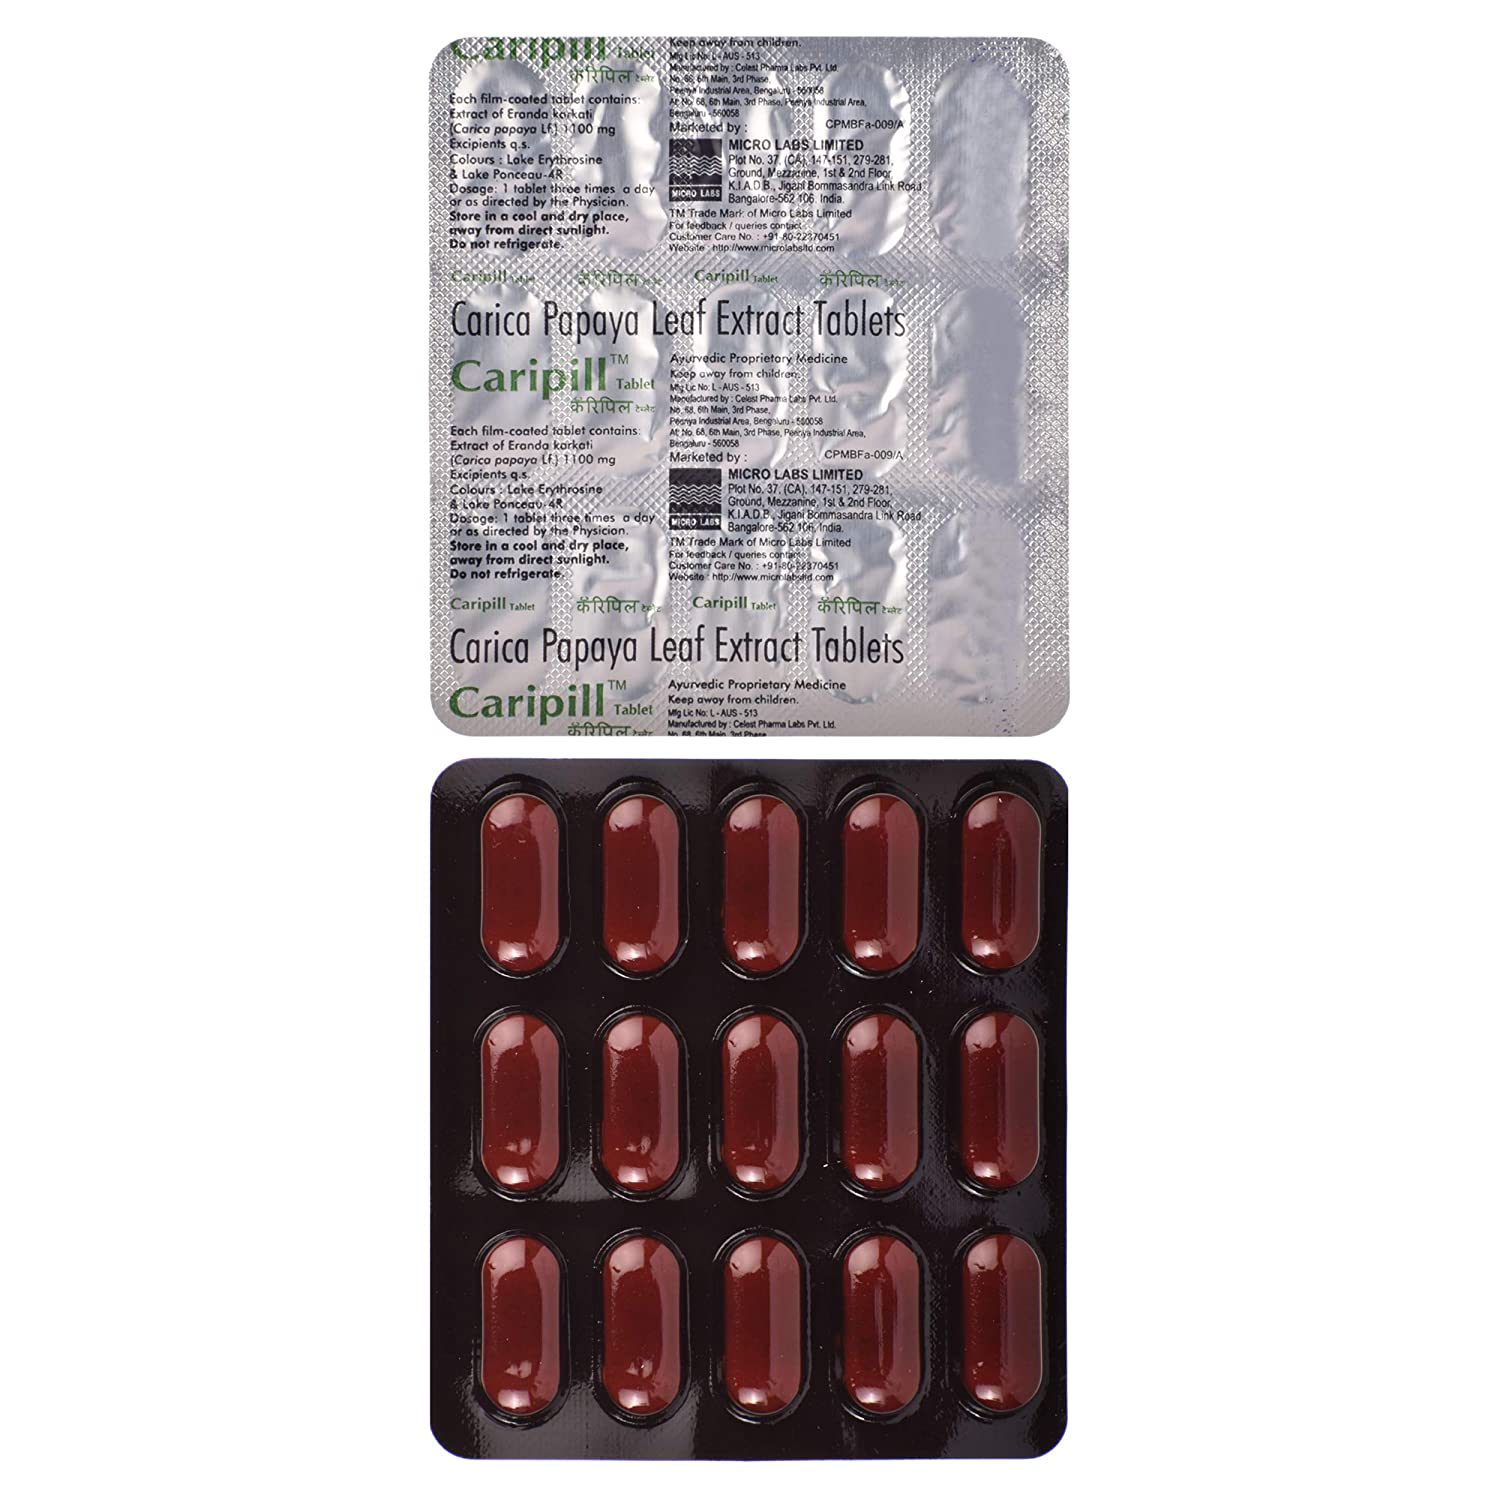 Caripill Tablet
कॅरिपिल टॅब्लेट
Each film-coated tablet contains:
Extract of Eranda karkati
(Carica papaya Lf.) 1100 mg
Excipients q.s.
Colours : Lake Erythrosine
& Lake Ponceau-4R
Dosage: 1 tablet three times a day
or as directed by the Physician.
Store in a cool and dry place,
away from direct sunlight.
Do not refrigerate.
Keep away from children.
Mfg Lic No: L - AUS - 513
Manufactured by : Celest Pharma Labs Pvt. Ltd.
No. 68, 6th Main, 3rd Phase,
Peenya Industrial Area, Bengaluru - 560058
At: No. 68, 6th Main, 3rd Phase, Peenya Industrial Area,
Bengaluru - 560058
Marketed by : CPMBFa-009/A
MICRO LABS
MICRO LABS LIMITED
Plot No. 37, (CA), 147-151, 279-281,
Ground, Mezzanine, 1st & 2nd Floor,
K.I.A.D.B., Jigani Bommasandra Link Road,
Bangalore-562 106, India.
TM Trade Mark of Micro Labs Limited
For feedback / queries contact
Customer Care No. : +91-80-22370451
Website : http://www.microlabsltd.com
Caripill Tablet कॅरिपिल टॅब्लेट Caripill Tablet कॅरिपिल टॅब्लेट
Carica Papaya Leaf Extract Tablets
Caripill™ Tablet
कॅरिपिल टॅब्लेट
Each film-coated tablet contains:
Extract of Eranda karkati
(Carica papaya Lf.) 1100 mg
Excipients q.s.
Colours : Lake Erythrosine
& Lake Ponceau-4R
Dosage: 1 tablet three times a day
or as directed by the Physician.
Store in a cool and dry place,
away from direct sunlight.
Do not refrigerate.
Ayurvedic Proprietary Medicine
Keep away from children.
Mfg Lic No: L - AUS - 513
Manufactured by : Celest Pharma Labs Pvt. Ltd.
No. 68, 6th Main, 3rd Phase,
Peenya Industrial Area, Bengaluru - 560058
At: No. 68, 6th Main, 3rd Phase, Peenya Industrial Area,
Bengaluru - 560058
Marketed by : CPMBFa-009/A
MICRO LABS
MICRO LABS LIMITED
Plot No. 37, (CA), 147-151, 279-281,
Ground, Mezzanine, 1st & 2nd Floor,
K.I.A.D.B., Jigani Bommasandra Link Road,
Bangalore-562 106, India.
TM Trade Mark of Micro Labs Limited
For feedback / queries contact
Customer Care No. : +91-80-22370451
Website : http://www.microlabsltd.com
Caripill Tablet कॅरिपिल टॅब्लेट Caripill Tablet कॅरिपिल टॅब्लेट
Carica Papaya Leaf Extract Tablets
Caripill™ Tablet
कॅरिपिल टॅब्लेट
Ayurvedic Proprietary Medicine
Keep away from children.
Mfg Lic No: L - AUS - 513
Manufactured by : Celest Pharma Labs Pvt. Ltd.
No. 68, 6th Main, 3rd Phase